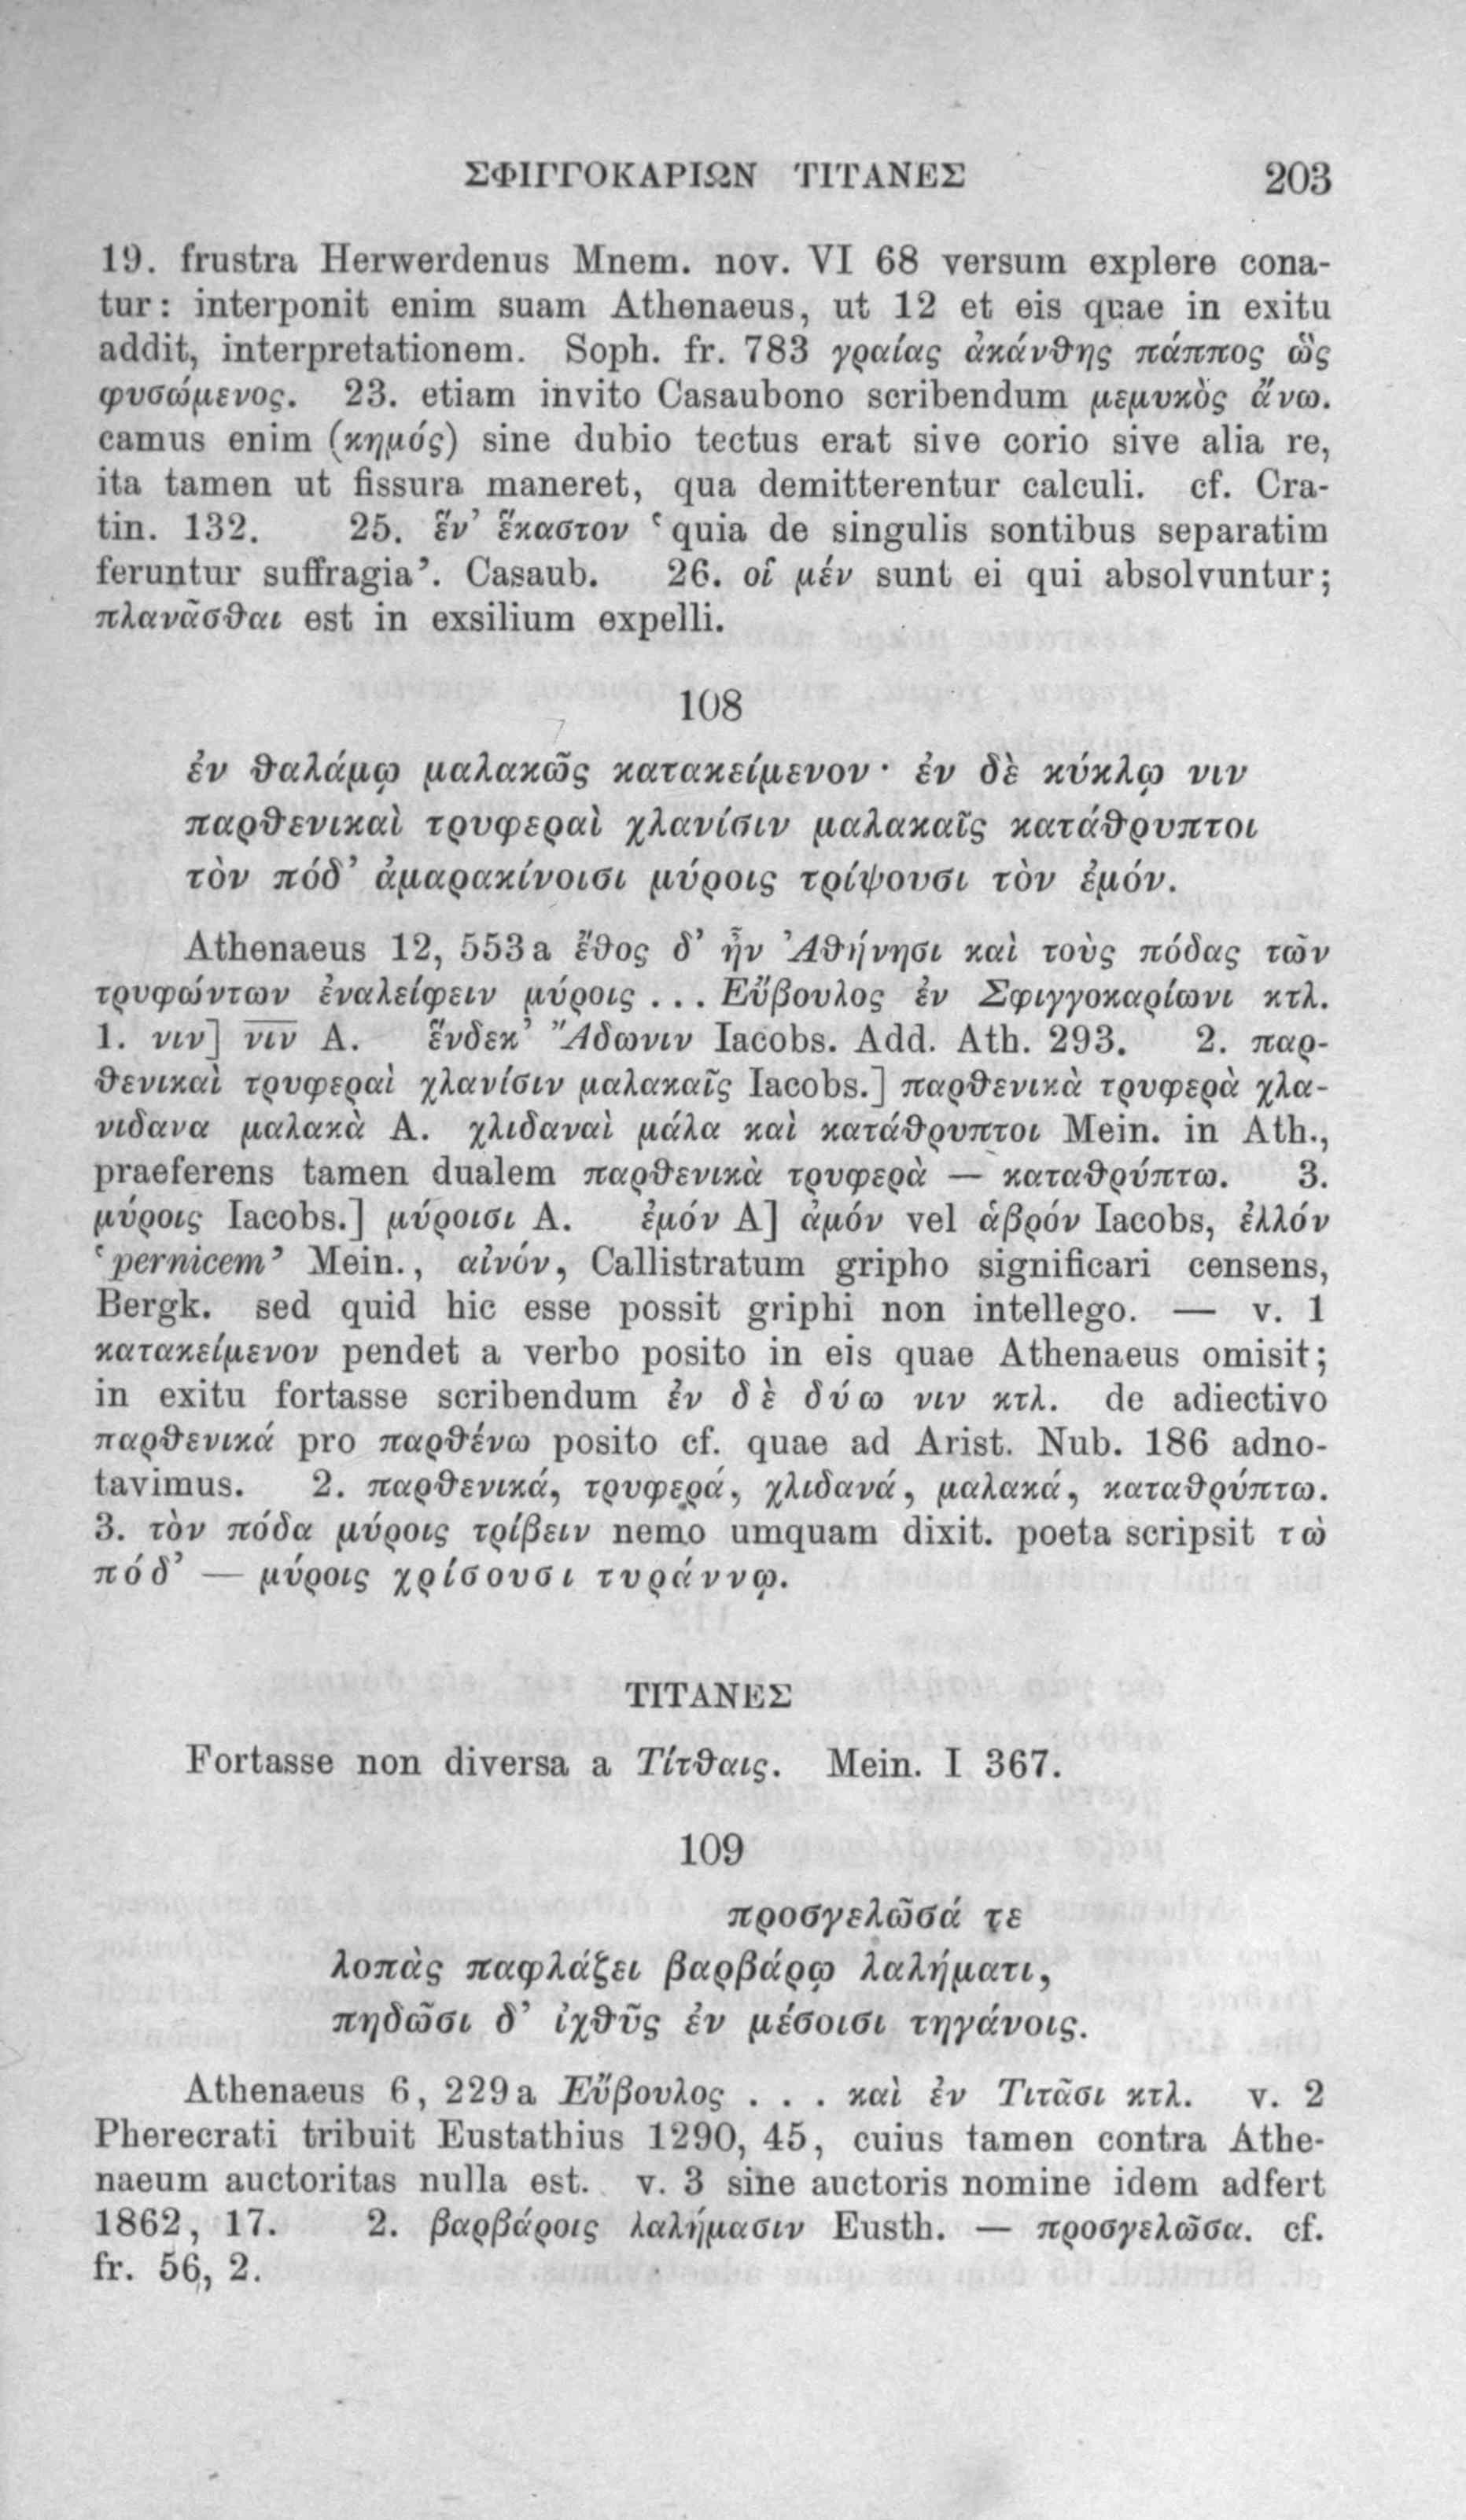 ΣΦΙΓΓΟΚΑΡΙΩΝ ΤΙΤΑΝΕΣ 203
19. frustra Herwerdenus Mnem. nov. VI 68 versum explere cona-
tur: interponit enim suam Athenaeus, ut 12 et eis quae in exitu
addit, interpretationem. Soph. fr. 783 γραίας ἀκάνθης πάππος ὣς
φυσώμενος. 23. etiam invito Casaubono scribendum μεμυκὸς ἄνω.
camus enim (κημός) sine dubio tectus erat sive corio sive alia re,
ita tamen ut fissura maneret, qua demitterentur calculi. cf. Cra-
tin. 132. 25. ἕν’ ἕκαστον ‘quia de singulis sontibus separatim
feruntur suffragia’. Casaub. 26. οἵ μέν sunt ei qui absolvuntur;
πλανᾶσθαι est in exsilium expelli.
108
ἐν θαλάμῳ μαλακῶς κατακείμενον· ἐν δὲ κύκλῳ νιν
παρθενικαὶ τρυφεραὶ χλανίσιν μαλακαῖς κατάθρυπτοι
τὸν πόδ’ ἀμαρακίνοισι μύροις τρίψουσι τὸν ἐμόν.
Athenaeus 12, 553a ἔθος δ’ ἦν Ἀθήνησι καὶ τοὺς πόδας τῶν
τρυφώντων ἐναλείφειν μύροις ... Εὔβουλος ἐν Σφιγγοκαρίωνι κτλ.
1. νιν] νιν A. ἕνδεκ’ Ἄδωνιν Iacobs. Add. Ath. 293. 2. παρ-
θενικαὶ τρυφεραὶ χλανίσιν μαλακαῖς Iacobs.] παρθενικὰ τρυφερὰ χλα-
νιδανα μαλακὰ A. χλιδαναὶ μάλα καὶ κατάθρυπτοι Mein. in Ath.,
praeferens tamen dualem παρθενικὰ τρυφερὰ — καταθρύπτω. 3.
μύροις Iacobs.] μύροισι A. ἐμόν A] ἀμόν vel ἁβρόν Iacobs, ἐλλόν
‘pernicem’ Mein., αἰνόν, Callistratum gripho significari censens,
Bergk. sed quid hic esse possit griphi non intellego. — v. 1
κατακείμενον pendet a verbo posito in eis quae Athenaeus omisit;
in exitu fortasse scribendum ἐν δὲ δύω νιν κτλ. de adiectivo
παρθενικά pro παρθένω posito cf. quae ad Arist. Nub. 186 adno-
tavimus. 2. παρθενικά, τρυφερά, χλιδανά, μαλακά, καταθρύπτω.
3. τὸν πόδα μύροις τρίβειν nemo umquam dixit. poeta scripsit τὼ
πόδ’ — μύροις χρίσουσι τυράννῳ.
ΤΙΤΑΝΕΣ
Fortasse non diversa a Τίτθαις. Mein. I 367.
109
προσγελῶσά τε
λοπὰς παφλάζει βαρβάρῳ λαλήματι,
πηδῶσι δ’ ἰχθῦς ἐν μέσοισι τηγάνοις.
Athenaeus 6, 229a Εὔβουλος ... καὶ ἐν Τιτᾶσι κτλ. v. 2
Pherecrati tribuit Eustathius 1290, 45, cuius tamen contra Athe-
naeum auctoritas nulla est. v. 3 sine auctoris nomine idem adfert
1862, 17. 2. βαρβάροις λαλήμασιν Eusth. — προσγελῶσα. cf.
fr. 56, 2.